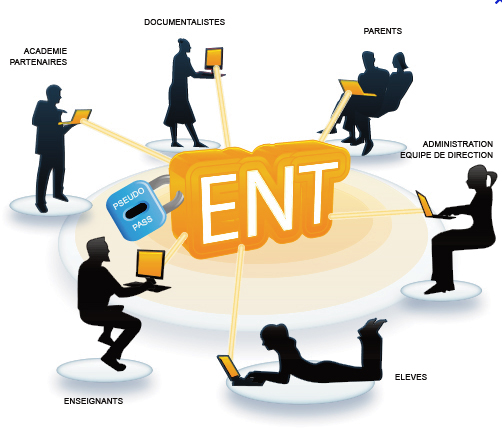 DOCUMENTALISTES
PARENTS
ACADEMIE
PARTENAIRES
ADMINISTRATION
EQUIPE DE DIRECTION
PSEUDO
PASS
ENT
ELEVES
ENSEIGNANTS